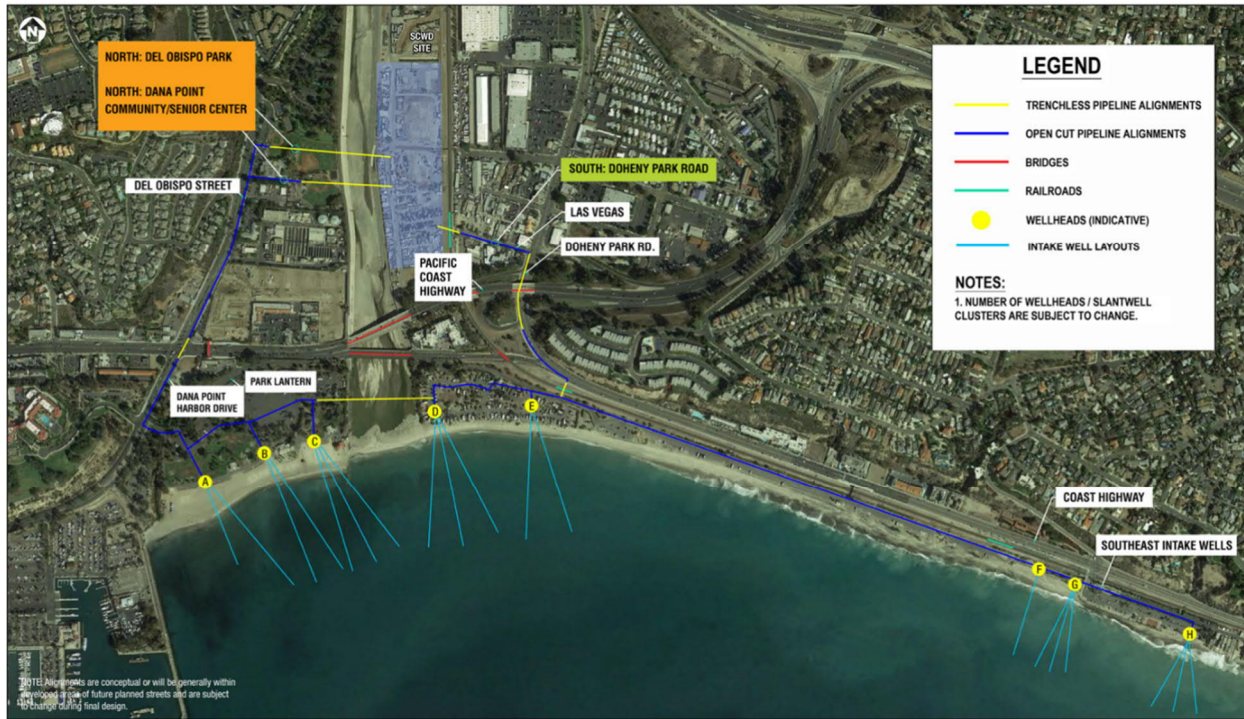 N
SCWD
SITE
NORTH: DEL OBISPO PARK
NORTH: DANA POINT
COMMUNITY/SENIOR CENTER
DEL OBISPO STREET
SOUTH: DOHENY PARK ROAD
LAS VEGAS
DOHENY PARK RD.
PACIFIC
COAST
HIGHWAY
PARK LANTERN
DANA POINT
HARBOR DRIVE
A
B
C
D
E
F
G
H
COAST HIGHWAY
SOUTHEAST INTAKE WELLS
LEGEND
TRENCHLESS PIPELINE ALIGNMENTS
OPEN CUT PIPELINE ALIGNMENTS
BRIDGES
RAILROADS
WELLHEADS (INDICATIVE)
INTAKE WELL LAYOUTS
NOTES:
1. NUMBER OF WELLHEADS / SLANTWELL
CLUSTERS ARE SUBJECT TO CHANGE.
NOTE: Alignments are conceptual or will be generally within
developed areas of future planned streets and are subject
to change during final design.